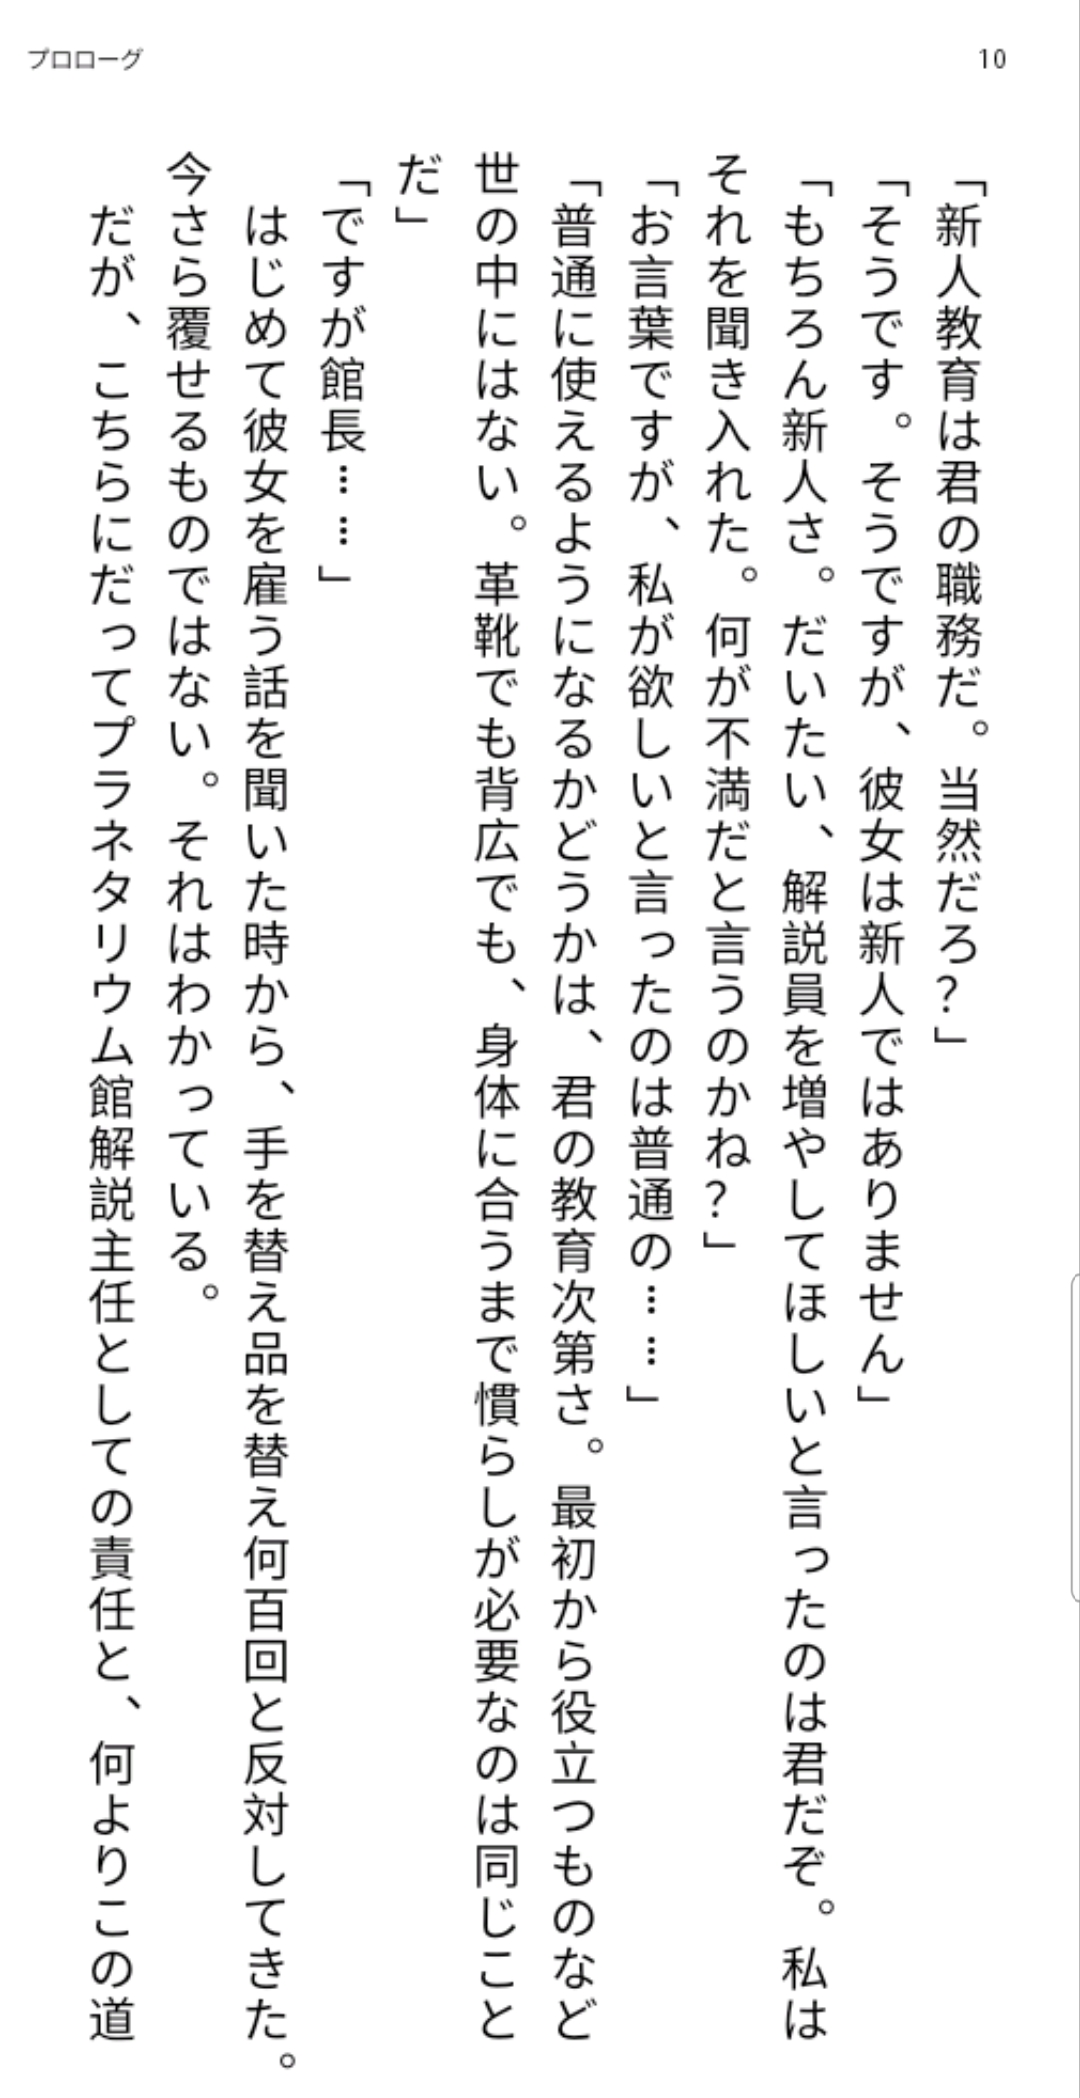 プロローグ
10
「新人教育は君の職務だ。当然だろ？」
「そうです。そうですが、彼女は新人ではありません」
「もちろん新人さ。だいたい、解説員を増やしてほしいと言ったのは君だぞ。私は
それを聞き入れた。何が不満だと言うのかね？」
「お言葉ですが、私が欲しいと言ったのは普通の……」
「普通に使えるようになるかどうかは、君の教育次第さ。最初から役立つものなど
世の中にはない。革靴でも背広でも、身体に合うまで慣らしが必要なのは同じこと
だ」
「ですが館長……」
　はじめて彼女を雇う話を聞いた時から、手を替え品を替え何百回と反対してきた。
今さら覆せるものではない。それはわかっている。
　だが、こちらにだってプラネタリウム館解説主任としての責任と、何よりこの道